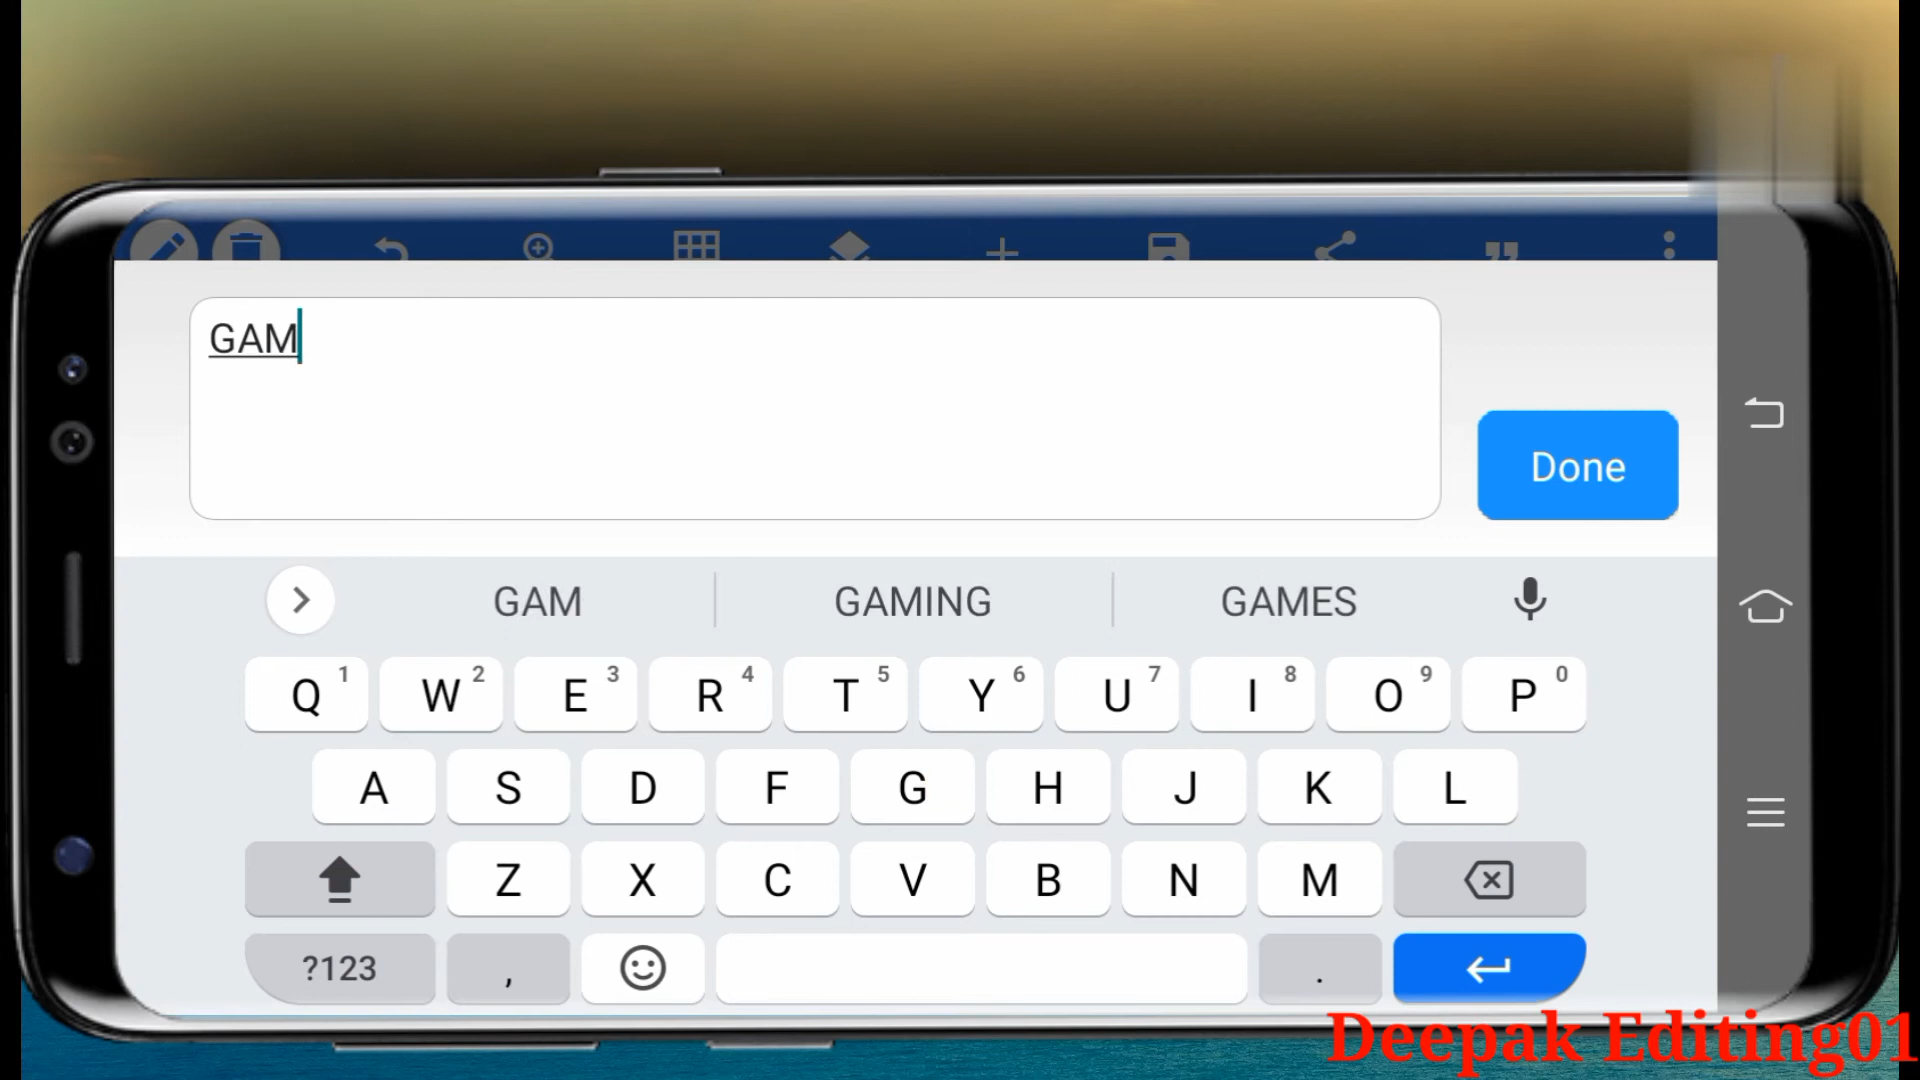 GAM
Done
GAM GAMING GAMES
Q 1 W 2 E 3 R 4 T 5 Y 6 U 7 I 8 O 9 P 0
A S D F G H J K L
Z X C V B N M
?123 , .
Deepak Editing01